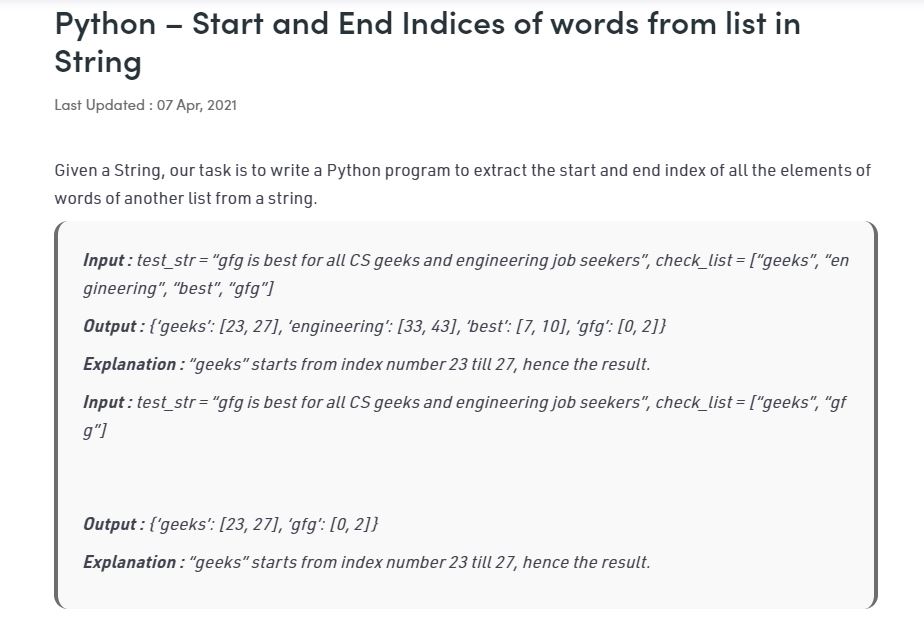 Python – Start and End Indices of words from list in
String
Last Updated : 07 Apr, 2021
Given a String, our task is to write a Python program to extract the start and end index of all the elements of
words of another list from a string.
Input : test_str = “gfg is best for all CS geeks and engineering job seekers”, check_list = [“geeks”, “en
gineering”, “best”, “gfg”]
Output : {‘geeks’: [23, 27], ‘engineering’: [33, 43], ‘best’: [7, 10], ‘gfg’: [0, 2]}
Explanation : “geeks” starts from index number 23 till 27, hence the result.
Input : test_str = “gfg is best for all CS geeks and engineering job seekers”, check_list = [“geeks”, “gf
g”]
Output : {‘geeks’: [23, 27], ‘gfg’: [0, 2]}
Explanation : “geeks” starts from index number 23 till 27, hence the result.